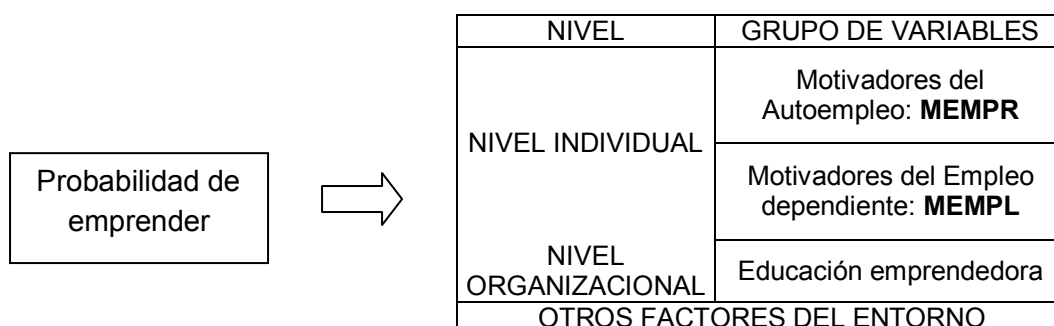 NIVEL GRUPO DE VARIABLES
Motivadores del
Autoempleo: MEMPR
NIVEL INDIVIDUAL
Probabilidad de
emprender
Motivadores del Empleo
dependiente: MEMPL
NIVEL
ORGANIZACIONAL
Educación emprendedora
OTROS FACTORES DEL ENTORNO